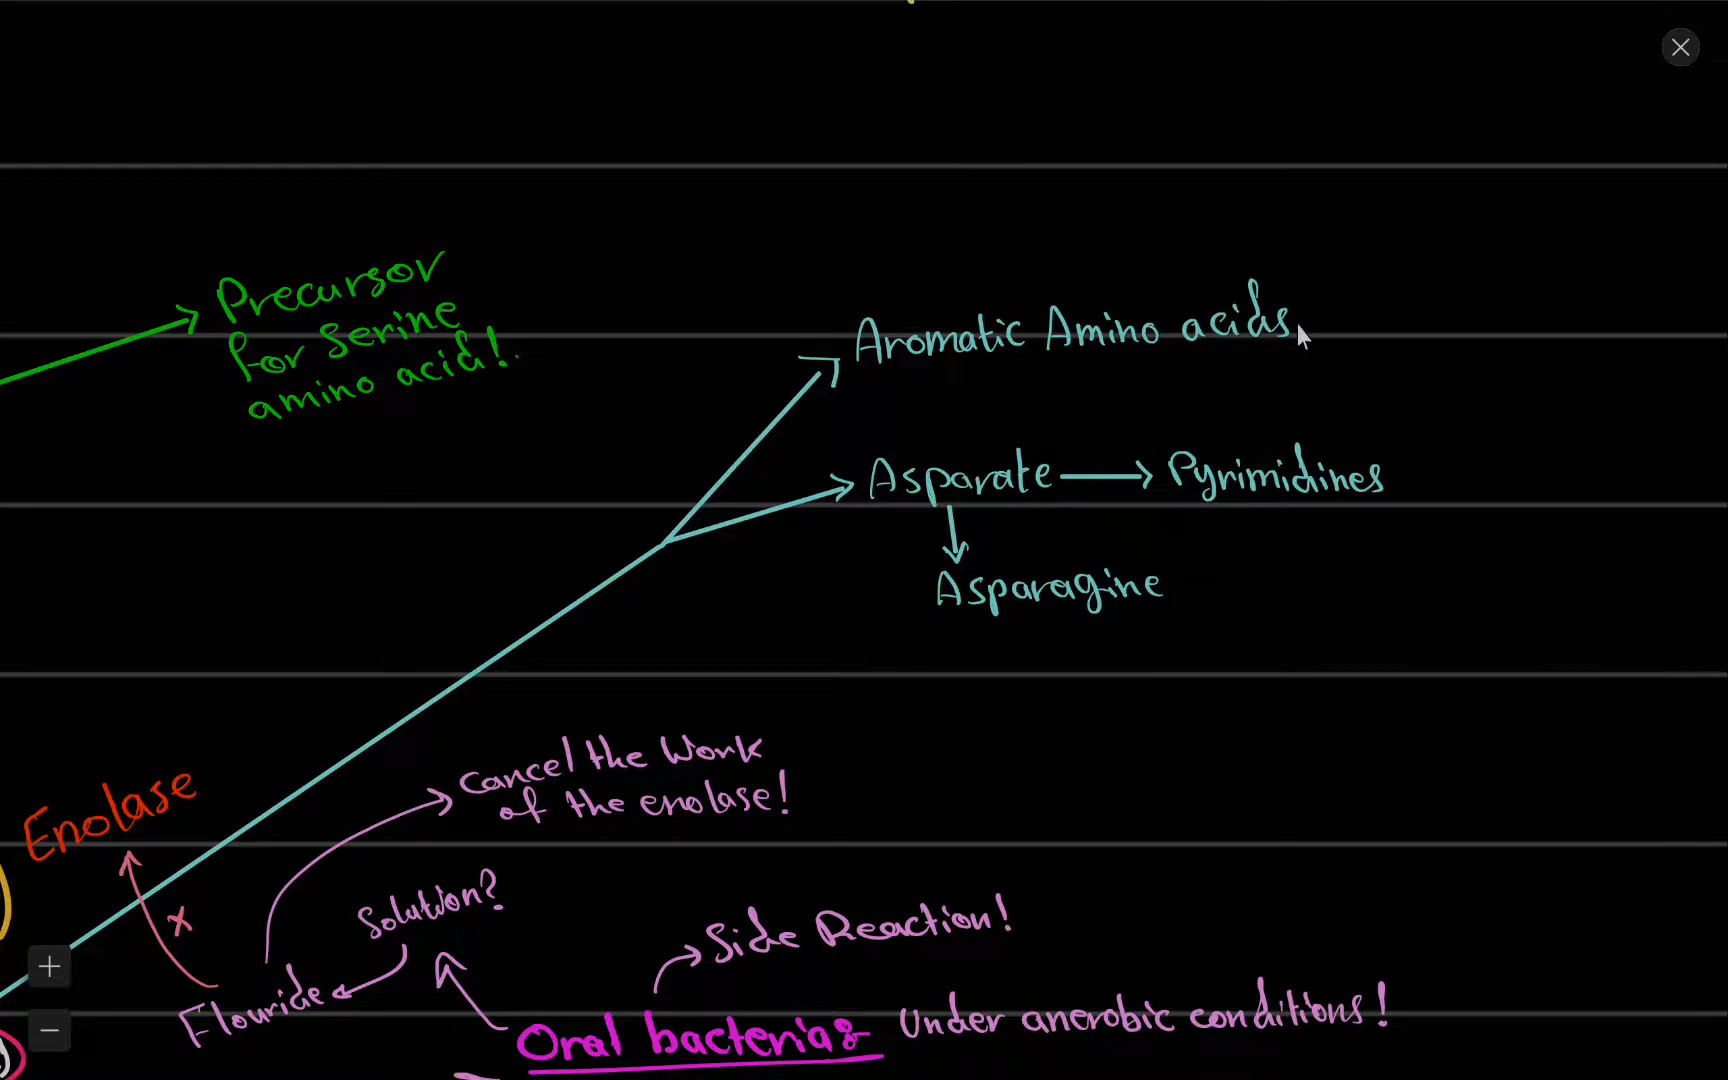 Precursor
for Serine
amino acid!
Aromatic Amino acids
Asparate
Pyrimidines
Asparagine
Enolase
Cancel the Work
of the enolase!
Solution?
Side Reaction!
X
Flouride
Oral bacteria:
Under anerobic conditions!